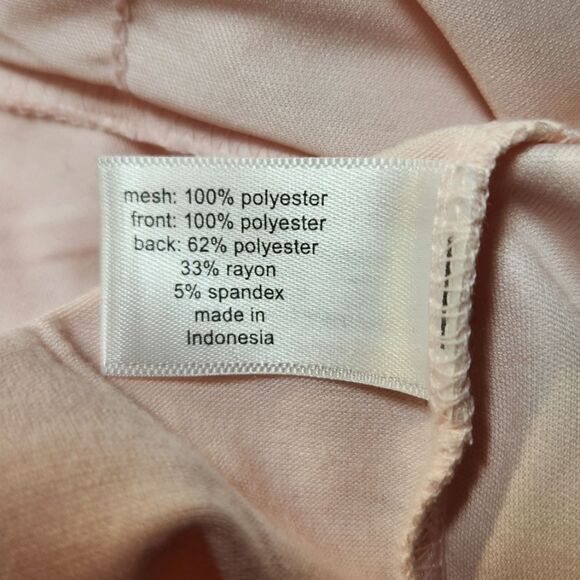 mesh: 100% polyester
front: 100% polyester
back: 62% polyester
33% rayon
5% spandex
made in
Indonesia